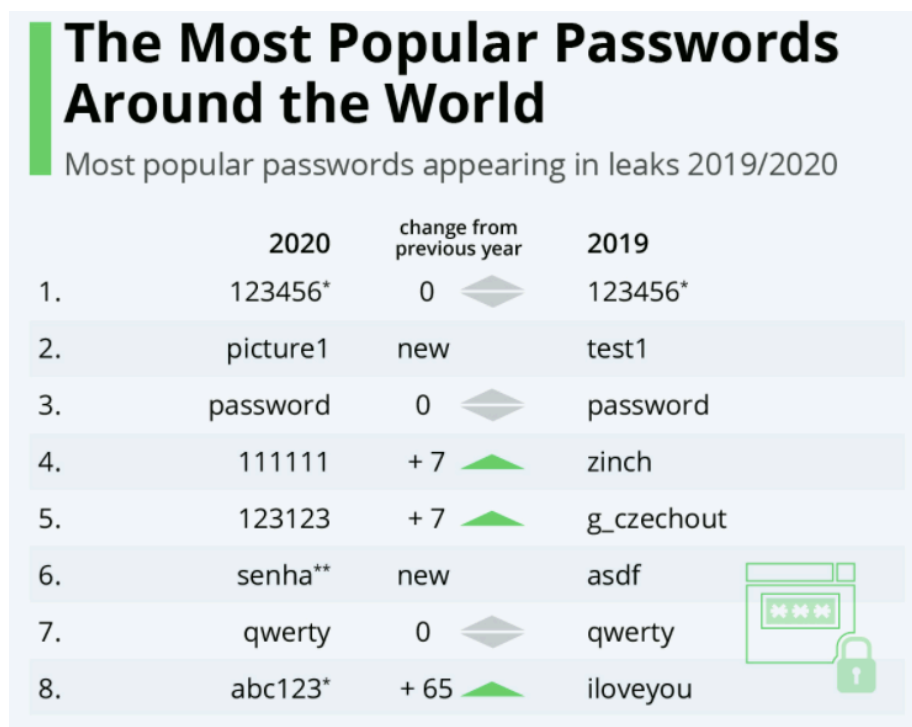 The Most Popular Passwords
Around the World
Most popular passwords appearing in leaks 2019/2020
2020 change from previous year 2019
1. 123456* 0 123456*
2. picture1 new test1
3. password 0 password
4. 111111 + 7 zinch
5. 123123 + 7 g_czechout
6. senha** new asdf
7. qwerty 0 qwerty
8. abc123* + 65 iloveyou
***